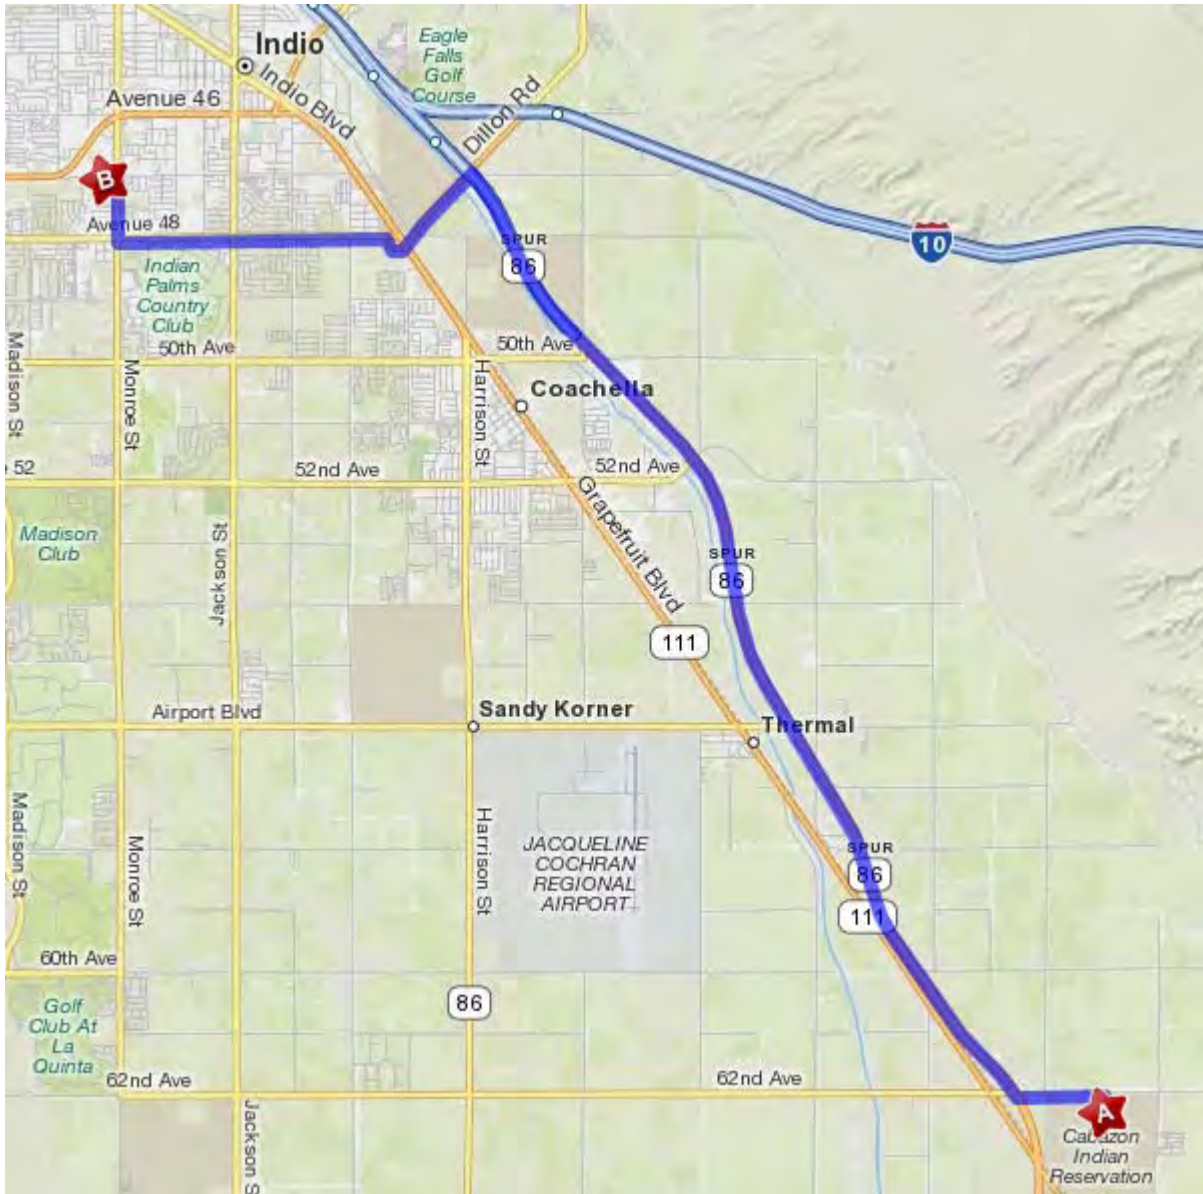 Indio
Eagle
Falls
Golf
Course
Avenue 46
Indio Blvd
Dillon Rd
B
Avenue 48
SPUR
86
10
Indian
Palms
Country
Club
Madison St
Monroe St
50th Ave
50th Ave
Harrison St
Coachella
52
52nd Ave
52nd Ave
Grapefruit Blvd
Madison
Club
Jackson St
SPUR
86
111
Airport Blvd
Sandy Korner
Thermal
Madison St
Monroe St
Harrison St
JACQUELINE
COCHRAN
REGIONAL
AIRPORT
SPUR
86
111
60th Ave
86
Golf
Club At
La
Quinta
62nd Ave
62nd Ave
Jackson S
A
Cabazon
Indian
Reservation